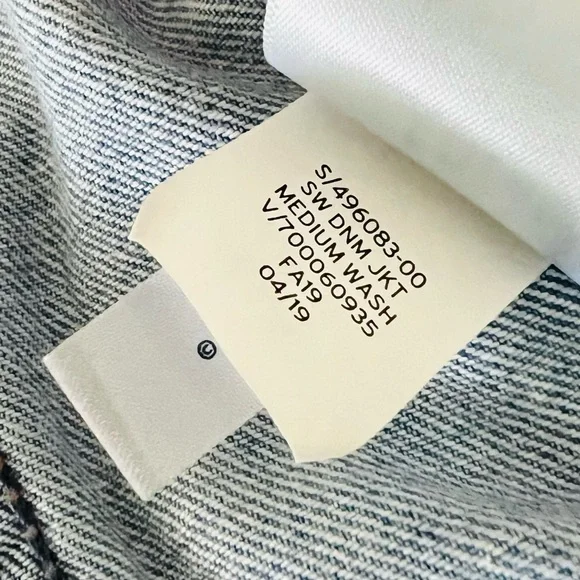 S/496083-00
SW DNM JKT
MEDIUM WASH
V/700060935
FA19
04/19
©